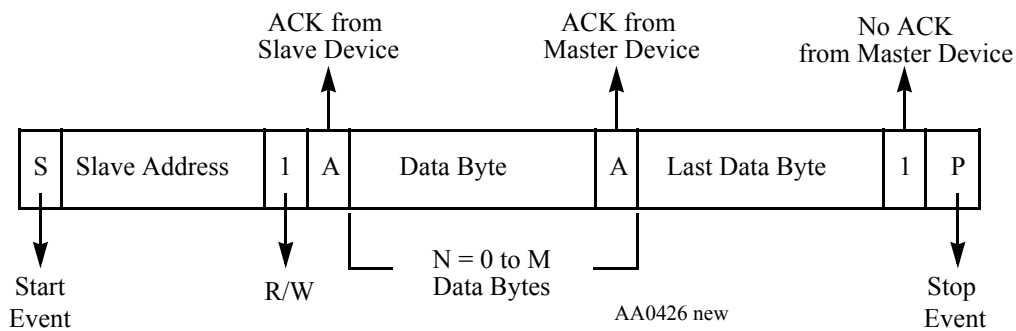 ACK from
Slave Device
ACK from
Master Device
No ACK
from Master Device
S
Slave Address
1
A
Data Byte
A
Last Data Byte
1
P
Start
Event
R/W
N = 0 to M
Data Bytes
AA0426 new
Stop
Event